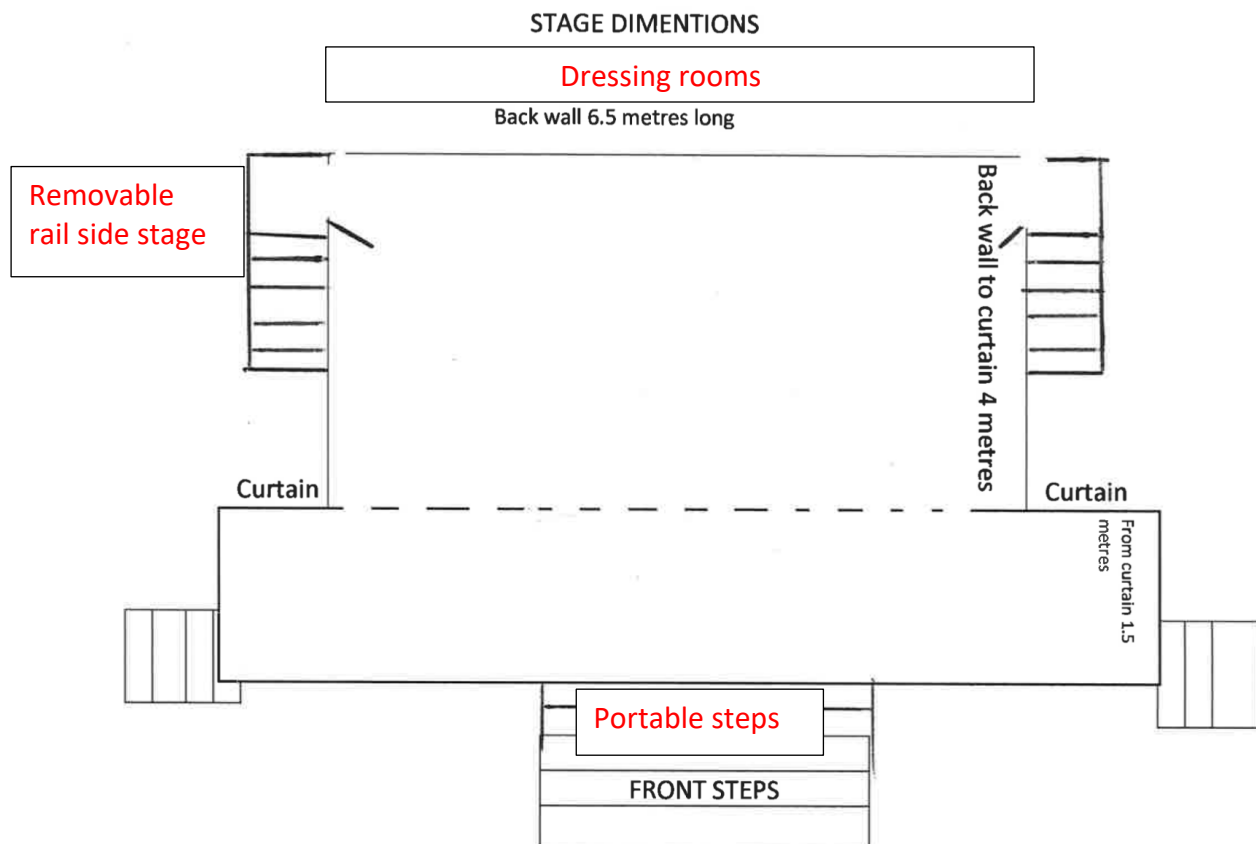 STAGE DIMENTIONS
Dressing rooms
Back wall 6.5 metres long
Removable
rail side stage
Back wall to curtain 4 metres
Curtain
Curtain
From curtain 1.5
metres
Portable steps
FRONT STEPS